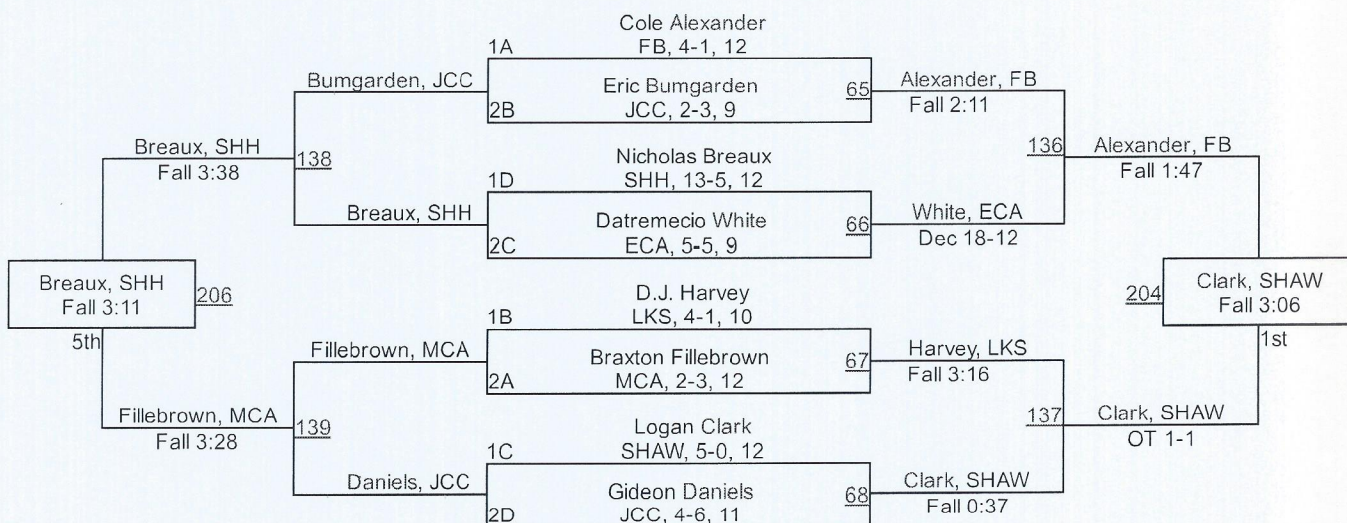 Cole Alexander
1A
FB, 4-1, 12
Bumgarden, JCC
Eric Bumgarden
65
Alexander, FB
2B
JCC, 2-3, 9
Fall 2:11
Breaux, SHH
138
Nicholas Breaux
136
Alexander, FB
Fall 3:38
1D
SHH, 13-5, 12
Fall 1:47
Breaux, SHH
Datremecio White
66
White, ECA
2C
ECA, 5-5, 9
Dec 18-12
Breaux, SHH
206
Fall 3:11
D.J. Harvey
204
Clark, SHAW
Fall 3:06
5th
1B
LKS, 4-1, 10
1st
Fillebrown, MCA
Braxton Fillebrown
67
Harvey, LKS
2A
MCA, 2-3, 12
Fall 3:16
Fillebrown, MCA
139
Logan Clark
137
Clark, SHAW
Fall 3:28
1C
SHAW, 5-0, 12
OT 1-1
Daniels, JCC
Gideon Daniels
68
Clark, SHAW
2D
JCC, 4-6, 11
Fall 0:37